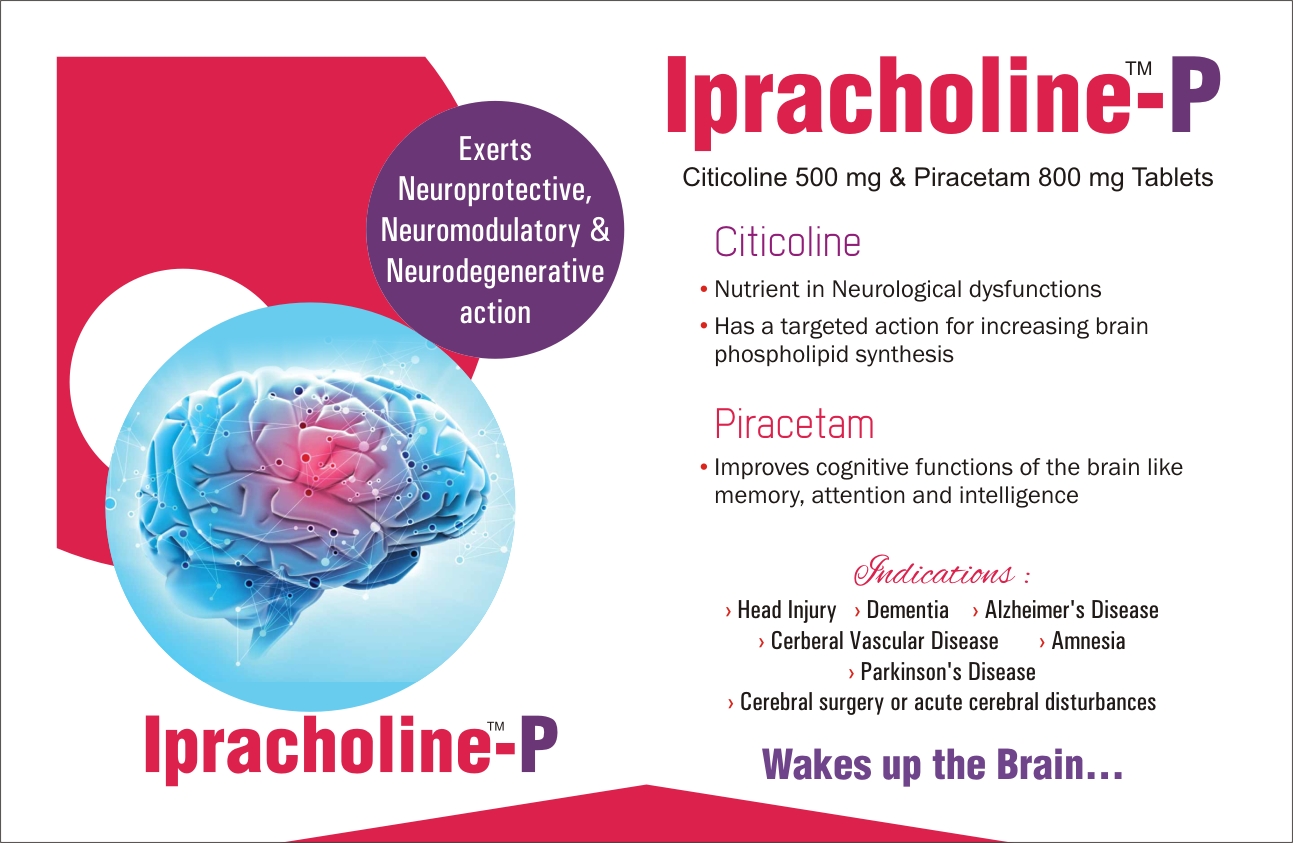 Exerts
Neuroprotective,
Neuromodulatory &
Neurodegenerative
action
Ipracholine™-P
Ipracholine™-P
Citicoline 500 mg & Piracetam 800 mg Tablets
Citicoline
• Nutrient in Neurological dysfunctions
• Has a targeted action for increasing brain
phospholipid synthesis
Piracetam
• Improves cognitive functions of the brain like
memory, attention and intelligence
Indications :
› Head Injury › Dementia › Alzheimer's Disease
› Cerberal Vascular Disease › Amnesia
› Parkinson's Disease
› Cerebral surgery or acute cerebral disturbances
Wakes up the Brain...